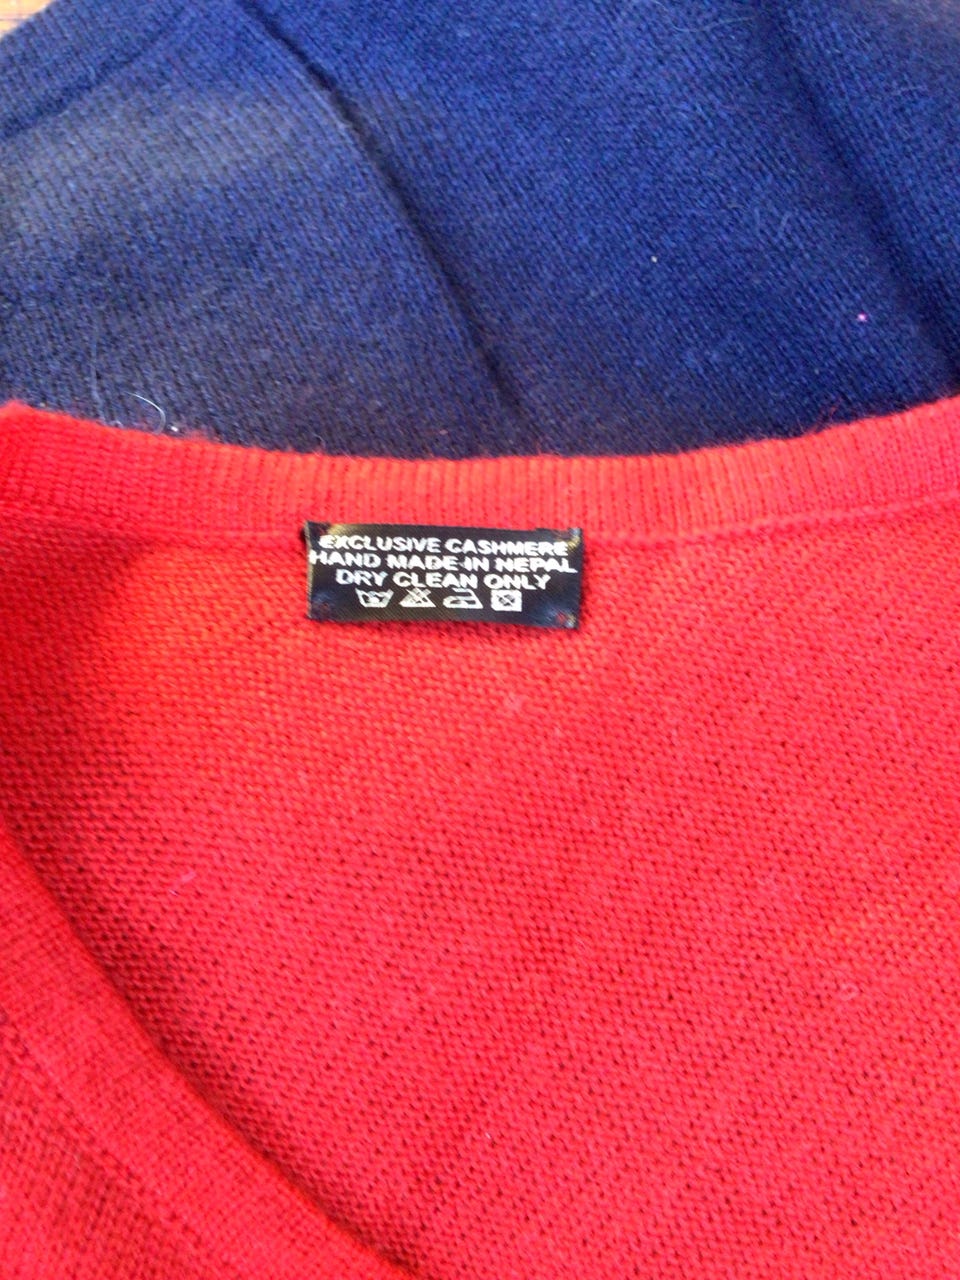 EXCLUSIVE CASHMERE
HAND MADE IN NEPAL
DRY CLEAN ONLY